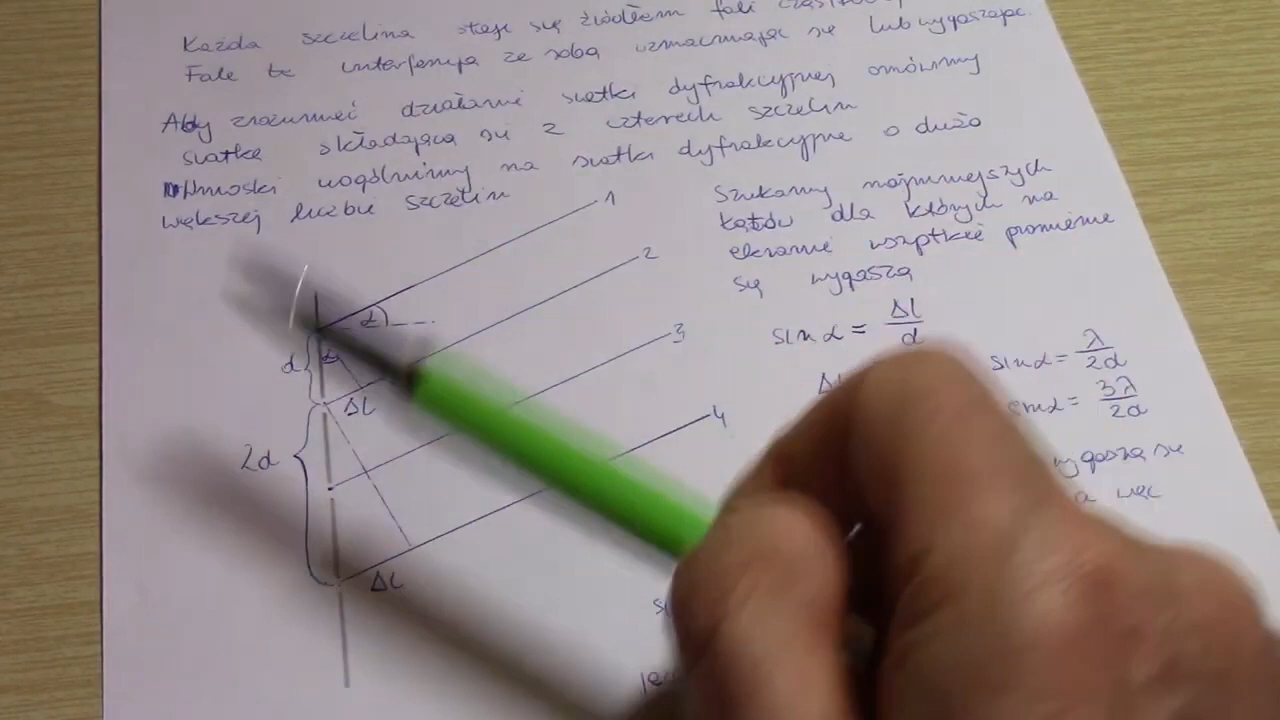 Każda szczelina staje się źródłem fali
Fale te interferują ze sobą wzmacniając się lub wygaszając.
Aby zrozumieć działanie siatki dyfrakcyjnej omówimy
siatkę składającą się z czterech szczelin
Wnioski uogólnimy na siatki dyfrakcyjne o dużo
większej liczbie szczelin
Szukamy najmniejszych
kątów dla których na
ekranie wszystkie promienie
się wygaszą
1
2
3
4
α
d
α
Δl
2d
Δl
sin α = Δl/d
sin α = λ/2d
sin α = 3λ/2d
wygaszą się
a więc